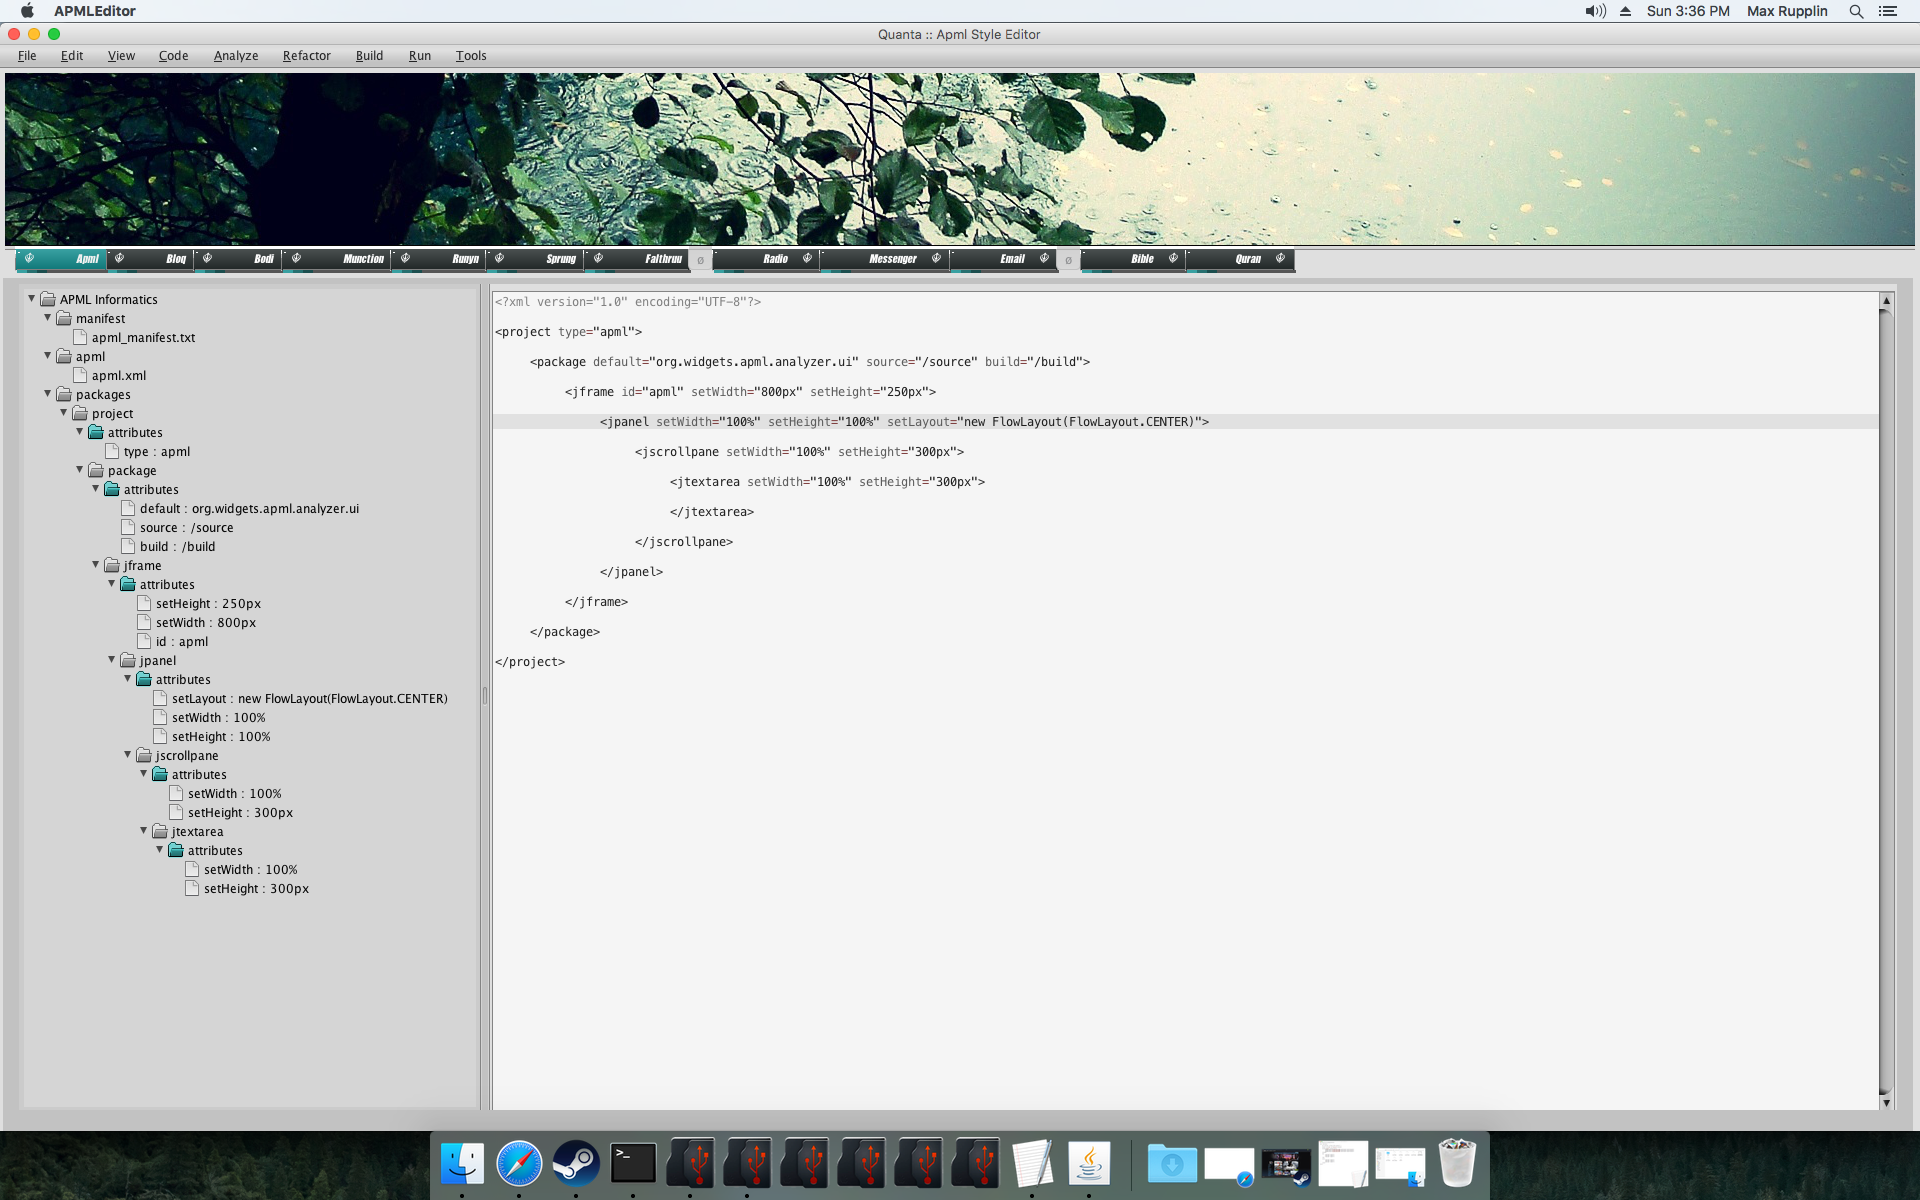 APMLEditor
Sun 3:36 PM Max Rupplin
Quanta :: Apml Style Editor
File Edit View Code Analyze Refactor Build Run Tools
Apml Bloq Bodi Munction Runyn Sprung Falthruu ø Radio Messenger Email ø Bible Quran
APML Informatics
manifest
apml_manifest.txt
apml
apml.xml
packages
project
attributes
type : apml
package
attributes
default : org.widgets.apml.analyzer.ui
source : /source
build : /build
jframe
attributes
setHeight : 250px
setWidth : 800px
id : apml
jpanel
attributes
setLayout : new FlowLayout(FlowLayout.CENTER)
setWidth : 100%
setHeight : 100%
jscrollpane
attributes
setWidth : 100%
setHeight : 300px
jtextarea
attributes
setWidth : 100%
setHeight : 300px
<?xml version="1.0" encoding="UTF-8"?>
<project type="apml">
<package default="org.widgets.apml.analyzer.ui" source="/source" build="/build">
<jframe id="apml" setWidth="800px" setHeight="250px">
<jpanel setWidth="100%" setHeight="100%" setLayout="new FlowLayout(FlowLayout.CENTER)">
<jscrollpane setWidth="100%" setHeight="300px">
<jtextarea setWidth="100%" setHeight="300px">
</jtextarea>
</jscrollpane>
</jpanel>
</jframe>
</package>
</project>
>_